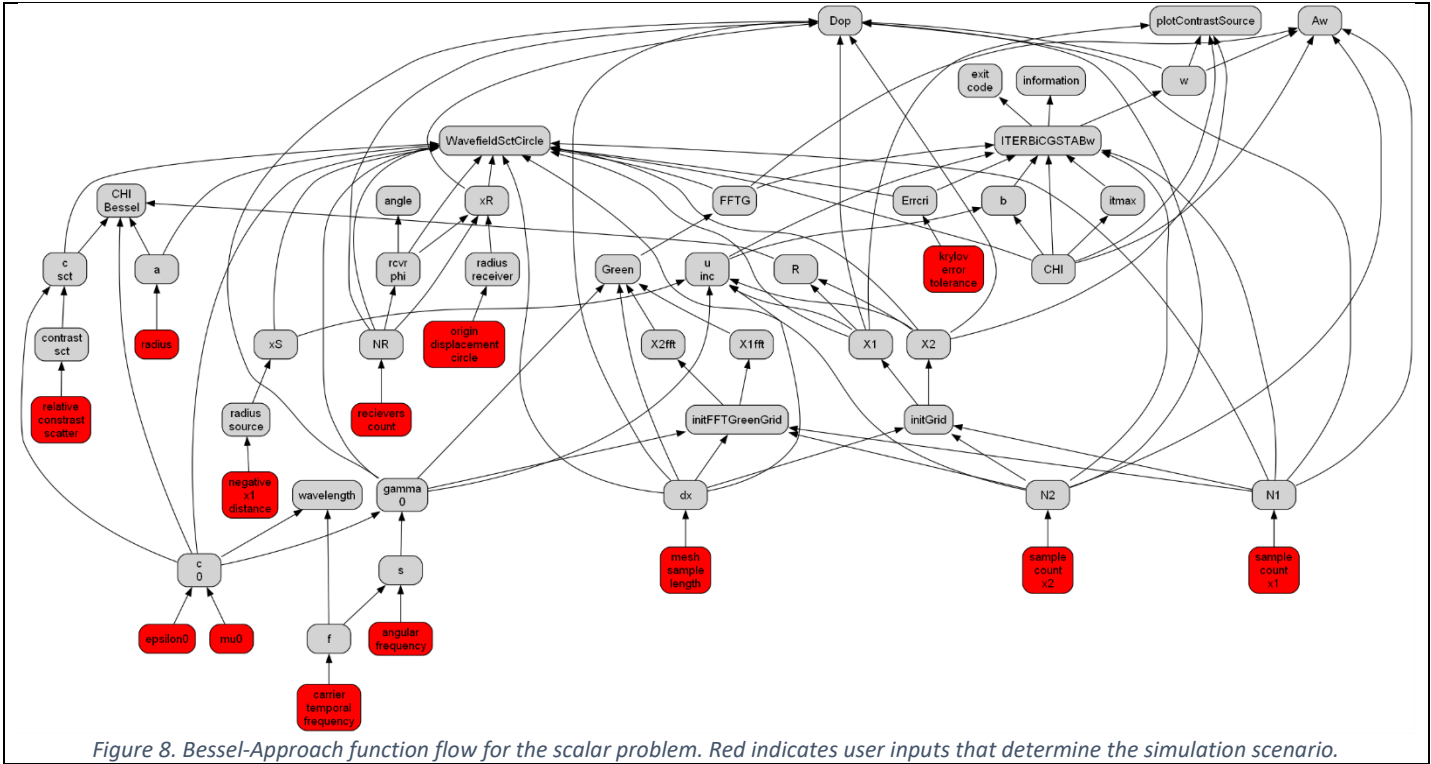 Dop
plotContrastSource
Aw
exit
code
information
w
WavefieldSctCircle
ITERBiCGSTABw
CHI
Bessel
angle
xR
FFTG
Errcri
b
itmax
c
sct
a
rcvr
phi
radius
receiver
Green
u
inc
R
krylov
error
tolerance
CHI
contrast
sct
radius
xS
NR
origin
displacement
circle
X2fft
X1fft
X1
X2
relative
constrast
scatter
radius
source
recievers
count
initFFTGreenGrid
initGrid
negative
x1
distance
wavelength
gamma
0
dx
N2
N1
c
0
s
mesh
sample
length
sample
count
x2
sample
count
x1
epsilon0
mu0
f
angular
frequency
carrier
temporal
frequency
Figure 8. Bessel-Approach function flow for the scalar problem. Red indicates user inputs that determine the simulation scenario.